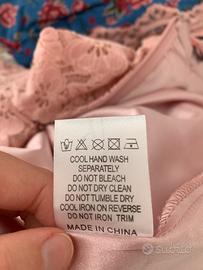 COOL HAND WASH
SEPARATELY
DO NOT BLEACH
DO NOT DRY CLEAN
DO NOT TUMBLE DRY
COOL IRON ON REVERSE
DO NOT IRON TRIM
MADE IN CHINA
Subito